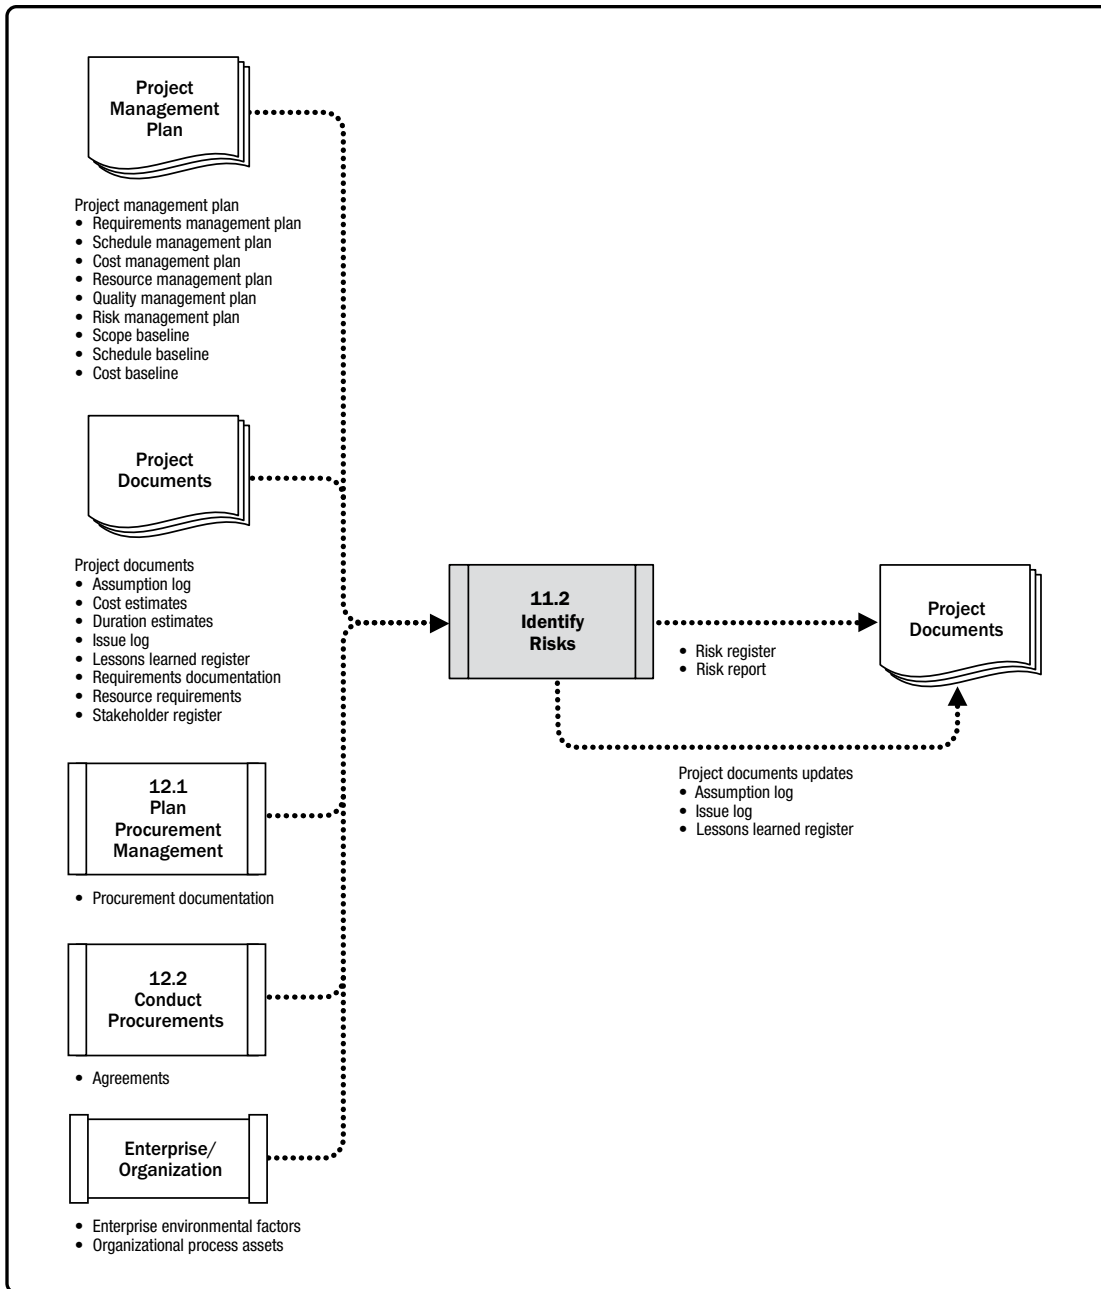 Project
Management
Plan
Project management plan
• Requirements management plan
• Schedule management plan
• Cost management plan
• Resource management plan
• Quality management plan
• Risk management plan
• Scope baseline
• Schedule baseline
• Cost baseline
Project
Documents
Project documents
• Assumption log
• Cost estimates
• Duration estimates
• Issue log
• Lessons learned register
• Requirements documentation
• Resource requirements
• Stakeholder register
12.1
Plan
Procurement
Management
• Procurement documentation
12.2
Conduct
Procurements
• Agreements
Enterprise/
Organization
• Enterprise environmental factors
• Organizational process assets
11.2
Identify
Risks
• Risk register
• Risk report
Project documents updates
• Assumption log
• Issue log
• Lessons learned register
Project
Documents